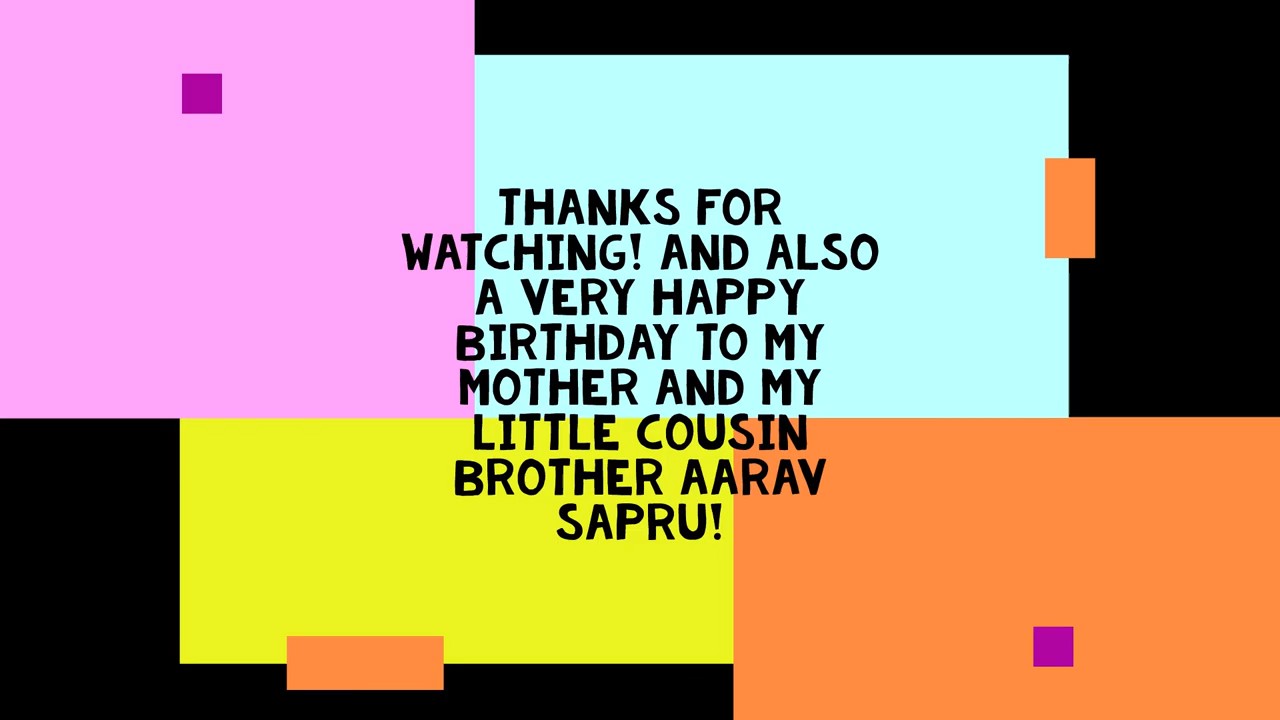 THANKS FOR
WATCHING! AND ALSO
A VERY HAPPY
BIRTHDAY TO MY
MOTHER AND MY
LITTLE COUSIN
BROTHER AARAV
SAPRU!